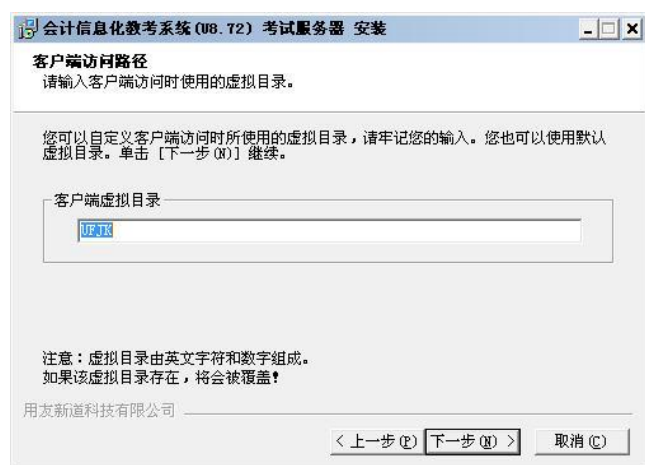 会计信息化教考系统(U8.72) 考试服务器 安装
客户端访问路径
请输入客户端访问时使用的虚拟目录。
您可以自定义客户端访问时所使用的虚拟目录，请牢记您的输入。您也可以使用默认
虚拟目录。单击 [下一步(N)] 继续。
客户端虚拟目录
UFJK
注意：虚拟目录由英文字符和数字组成。
如果该虚拟目录存在，将会被覆盖！
用友新道科技有限公司
< 上一步(P) 下一步(N) > 取消(C)